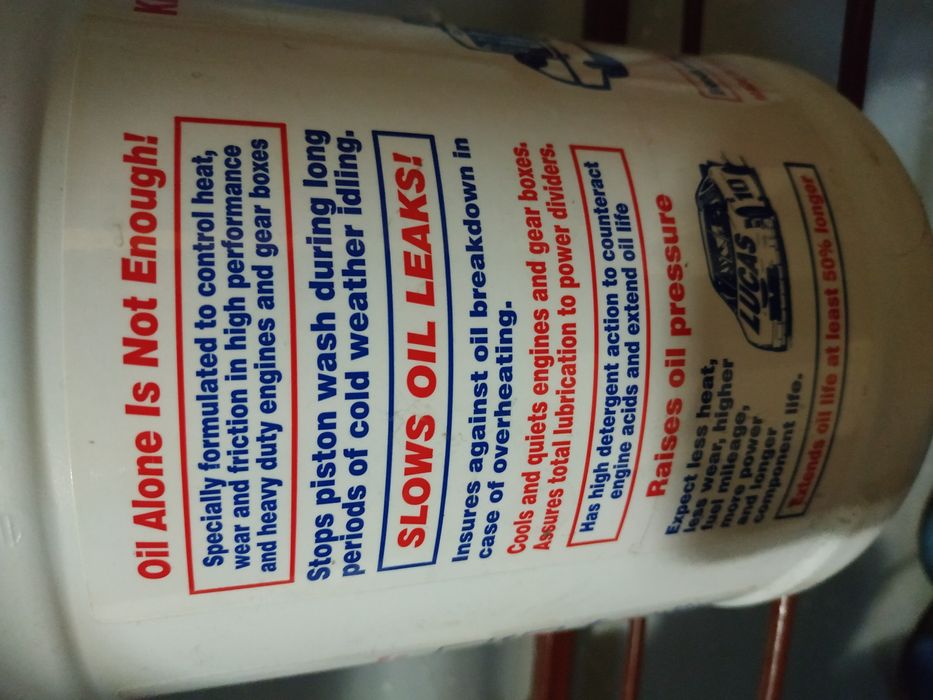 Oil Alone Is Not Enough!
Specially formulated to control heat,
wear and friction in high performance
and heavy duty engines and gear boxes
Stops piston wash during long
periods of cold weather idling.
SLOWS OIL LEAKS!
Insures against oil breakdown in
case of overheating.
Cools and quiets engines and gear boxes.
Assures total lubrication to power dividers.
Has high detergent action to counteract
engine acids and extend oil life
Raises oil pressure
Expect less heat,
less wear, higher
fuel mileage,
more power
and longer
component life.
LUCAS
10
Extends oil life at least 50% longer